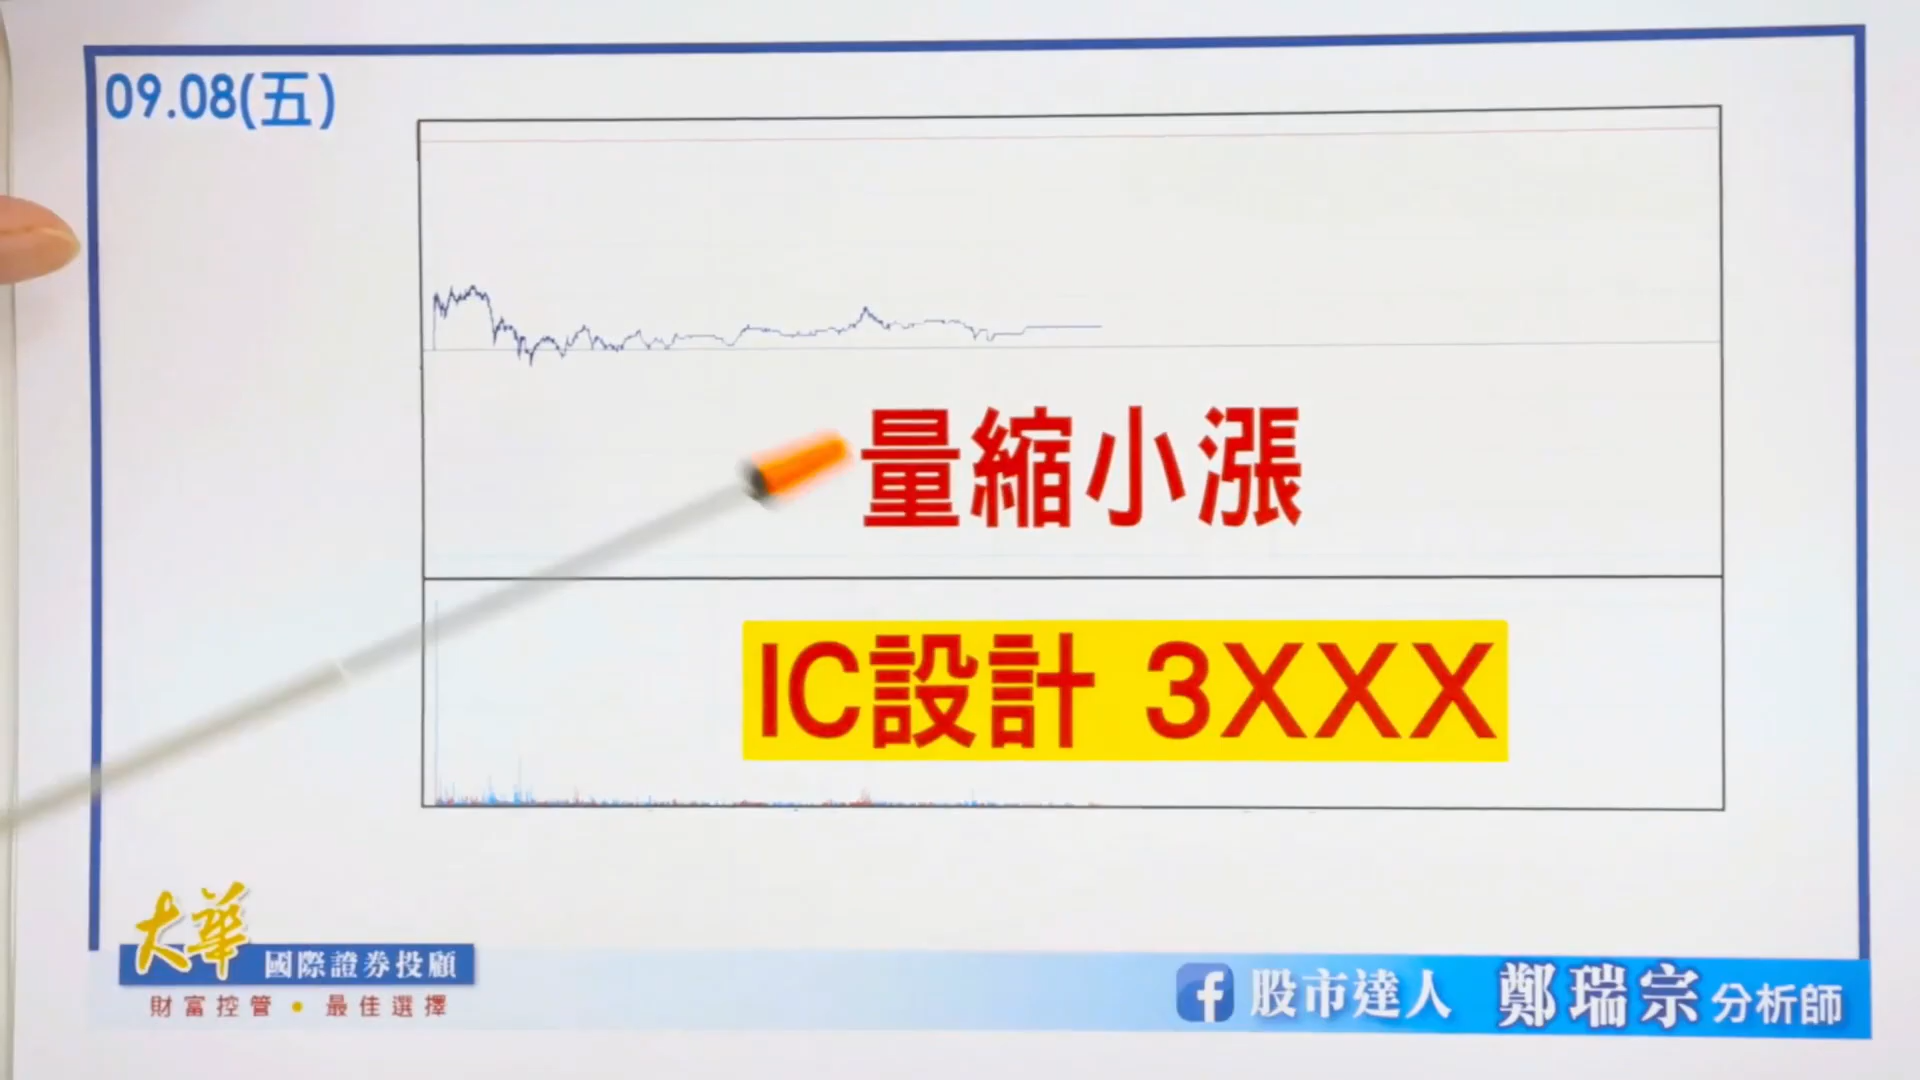 09.08(五)
量縮小漲
IC設計 3XXX
大華
國際證券投顧
財富控管•最佳選擇
f 股市達人 鄭瑞宗 分析師